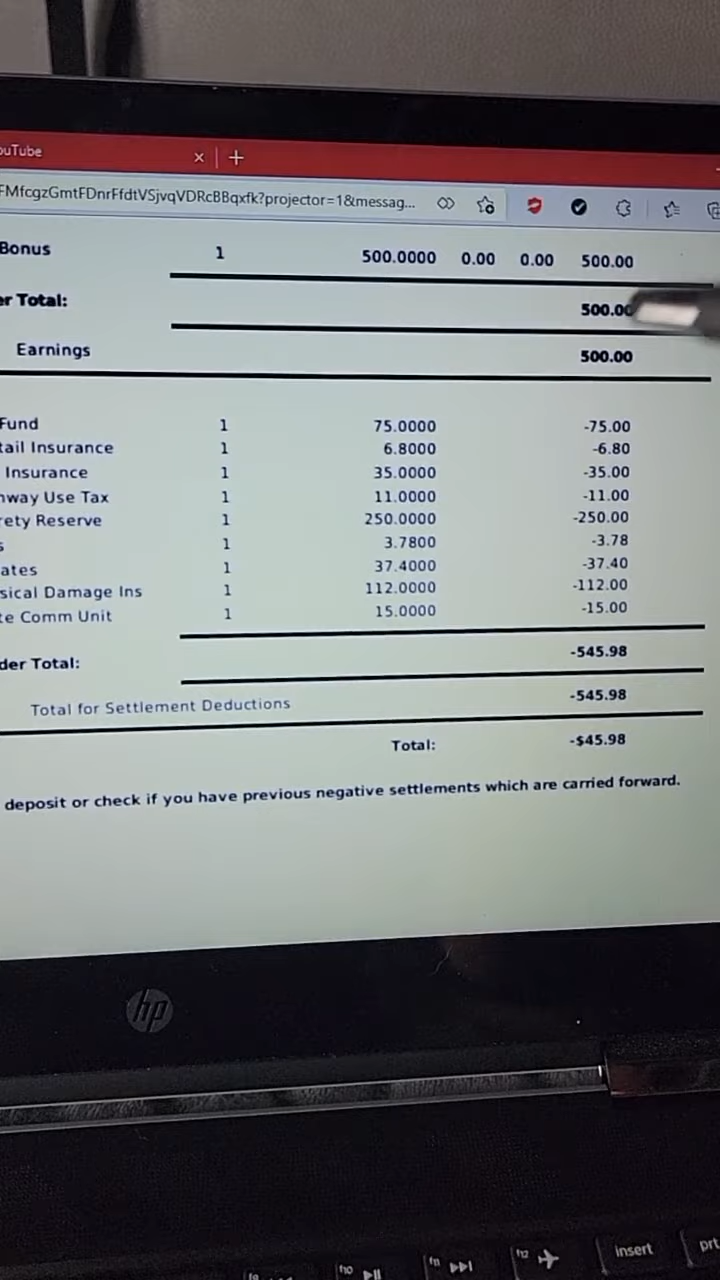 ouTube × +
FMfcgzGmtFDnrFfdtVSjvqVDRcBBqxfk?projector=1&messag...
Bonus 1 500.0000 0.00 0.00 500.00
er Total: 500.00
Earnings 500.00
Fund 1 75.0000 -75.00
tail Insurance 1 6.8000 -6.80
Insurance 1 35.0000 -35.00
hway Use Tax 1 11.0000 -11.00
rety Reserve 1 250.0000 -250.00
s 1 3.7800 -3.78
ates 1 37.4000 -37.40
sical Damage Ins 1 112.0000 -112.00
te Comm Unit 1 15.0000 -15.00
der Total: -545.98
Total for Settlement Deductions -545.98
Total: -$45.98
deposit or check if you have previous negative settlements which are carried forward.
hp
f10 f11 f12 insert prt